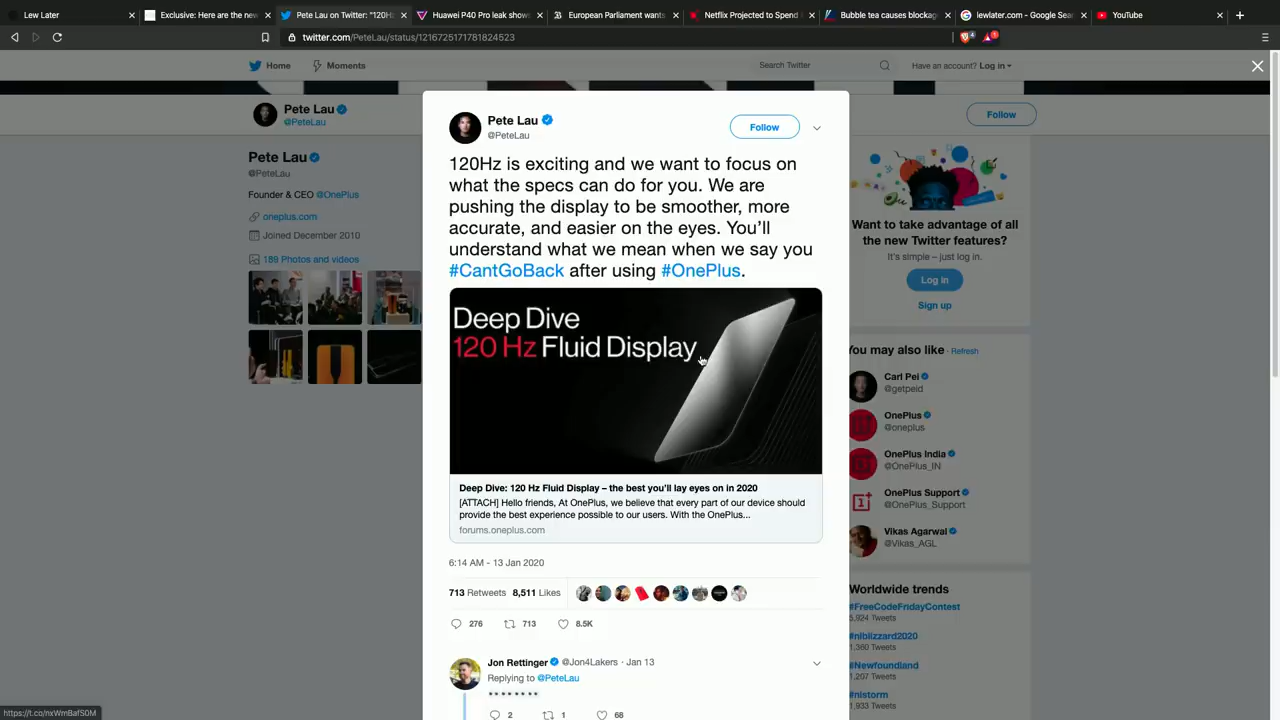 Lew Later
Exclusive: Here are the new
Pete Lau on Twitter: "120Hz
Huawei P40 Pro leak shows
European Parliament wants
Netflix Projected to Spend
Bubble tea causes blockage
lewlater.com - Google Sear
YouTube
twitter.com/PeteLau/status/1216725171781824523
Home
Moments
Search Twitter
Have an account? Log in
Pete Lau
@PeteLau
Follow
Pete Lau
@PeteLau
Founder & CEO @OnePlus
oneplus.com
Joined December 2010
189 Photos and videos
Pete Lau
@PeteLau
Follow
120Hz is exciting and we want to focus on
what the specs can do for you. We are
pushing the display to be smoother, more
accurate, and easier on the eyes. You'll
understand what we mean when we say you
#CantGoBack after using #OnePlus.
Deep Dive
120 Hz Fluid Display
Deep Dive: 120 Hz Fluid Display – the best you'll lay eyes on in 2020
[ATTACH] Hello friends, At OnePlus, we believe that every part of our device should
provide the best experience possible to our users. With the OnePlus...
forums.oneplus.com
6:14 AM - 13 Jan 2020
713 Retweets 8,511 Likes
276 713 8.5K
Jon Rettinger @Jon4Lakers · Jan 13
Replying to @PeteLau
2 1 68
Want to take advantage of all
the new Twitter features?
It's simple – just log in.
Log in
Sign up
You may also like · Refresh
Carl Pei
@getpeid
OnePlus
@oneplus
OnePlus India
@OnePlus_IN
OnePlus Support
@OnePlus_Support
Vikas Agarwal
@Vikas_AGL
Worldwide trends
#FreeCodeFridayContest
5,924 Tweets
#nlblizzard2020
1,360 Tweets
#Newfoundland
1,207 Tweets
#nlstorm
1,933 Tweets
https://t.co/nxWmBafS0M